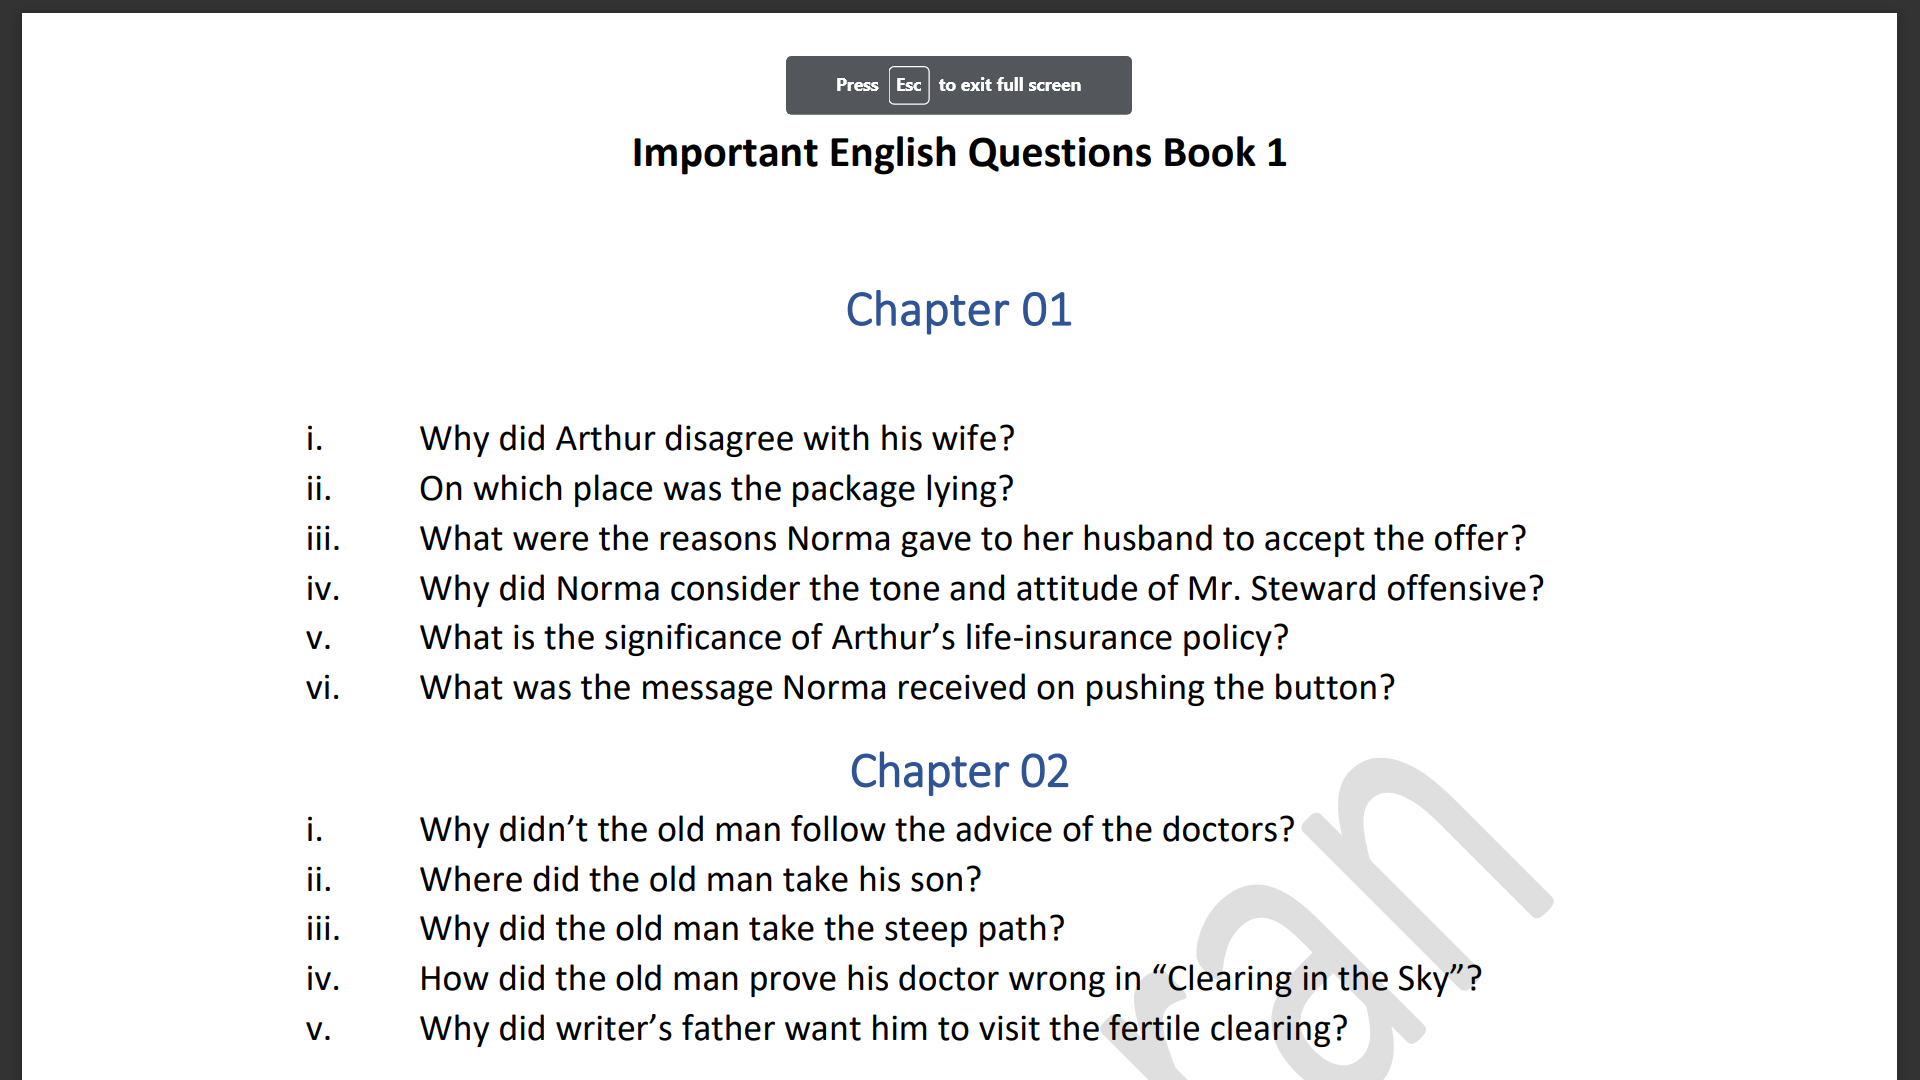 Press Esc to exit full screen
Important English Questions Book 1
Chapter 01
i. Why did Arthur disagree with his wife?
ii. On which place was the package lying?
iii. What were the reasons Norma gave to her husband to accept the offer?
iv. Why did Norma consider the tone and attitude of Mr. Steward offensive?
v. What is the significance of Arthur’s life-insurance policy?
vi. What was the message Norma received on pushing the button?
Chapter 02
i. Why didn’t the old man follow the advice of the doctors?
ii. Where did the old man take his son?
iii. Why did the old man take the steep path?
iv. How did the old man prove his doctor wrong in “Clearing in the Sky”?
v. Why did writer’s father want him to visit the fertile clearing?